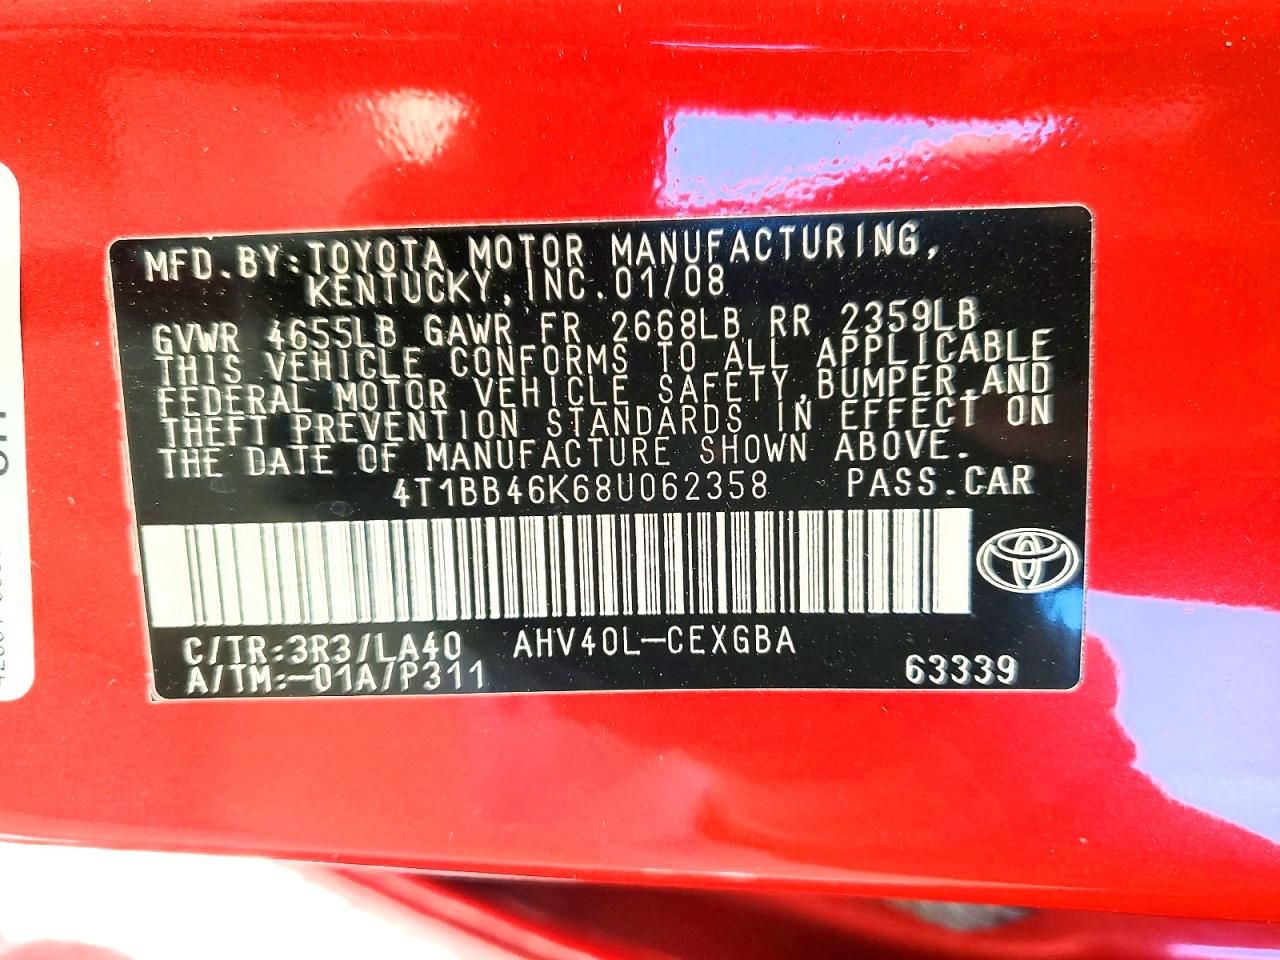 MFD.BY:TOYOTA MOTOR MANUFACTURING,
KENTUCKY, INC.01/08
GVWR 4655LB GAWR FR 2668LB RR 2359LB
THIS VEHICLE CONFORMS TO ALL APPLICABLE
FEDERAL MOTOR VEHICLE SAFETY,BUMPER,AND
THEFT PREVENTION STANDARDS IN EFFECT ON
THE DATE OF MANUFACTURE SHOWN ABOVE.
4T1BB46K68U062358 PASS.CAR
C/TR:3R3/LA40 AHV40L-CEXGBA
A/TM:-01A/P311 63339